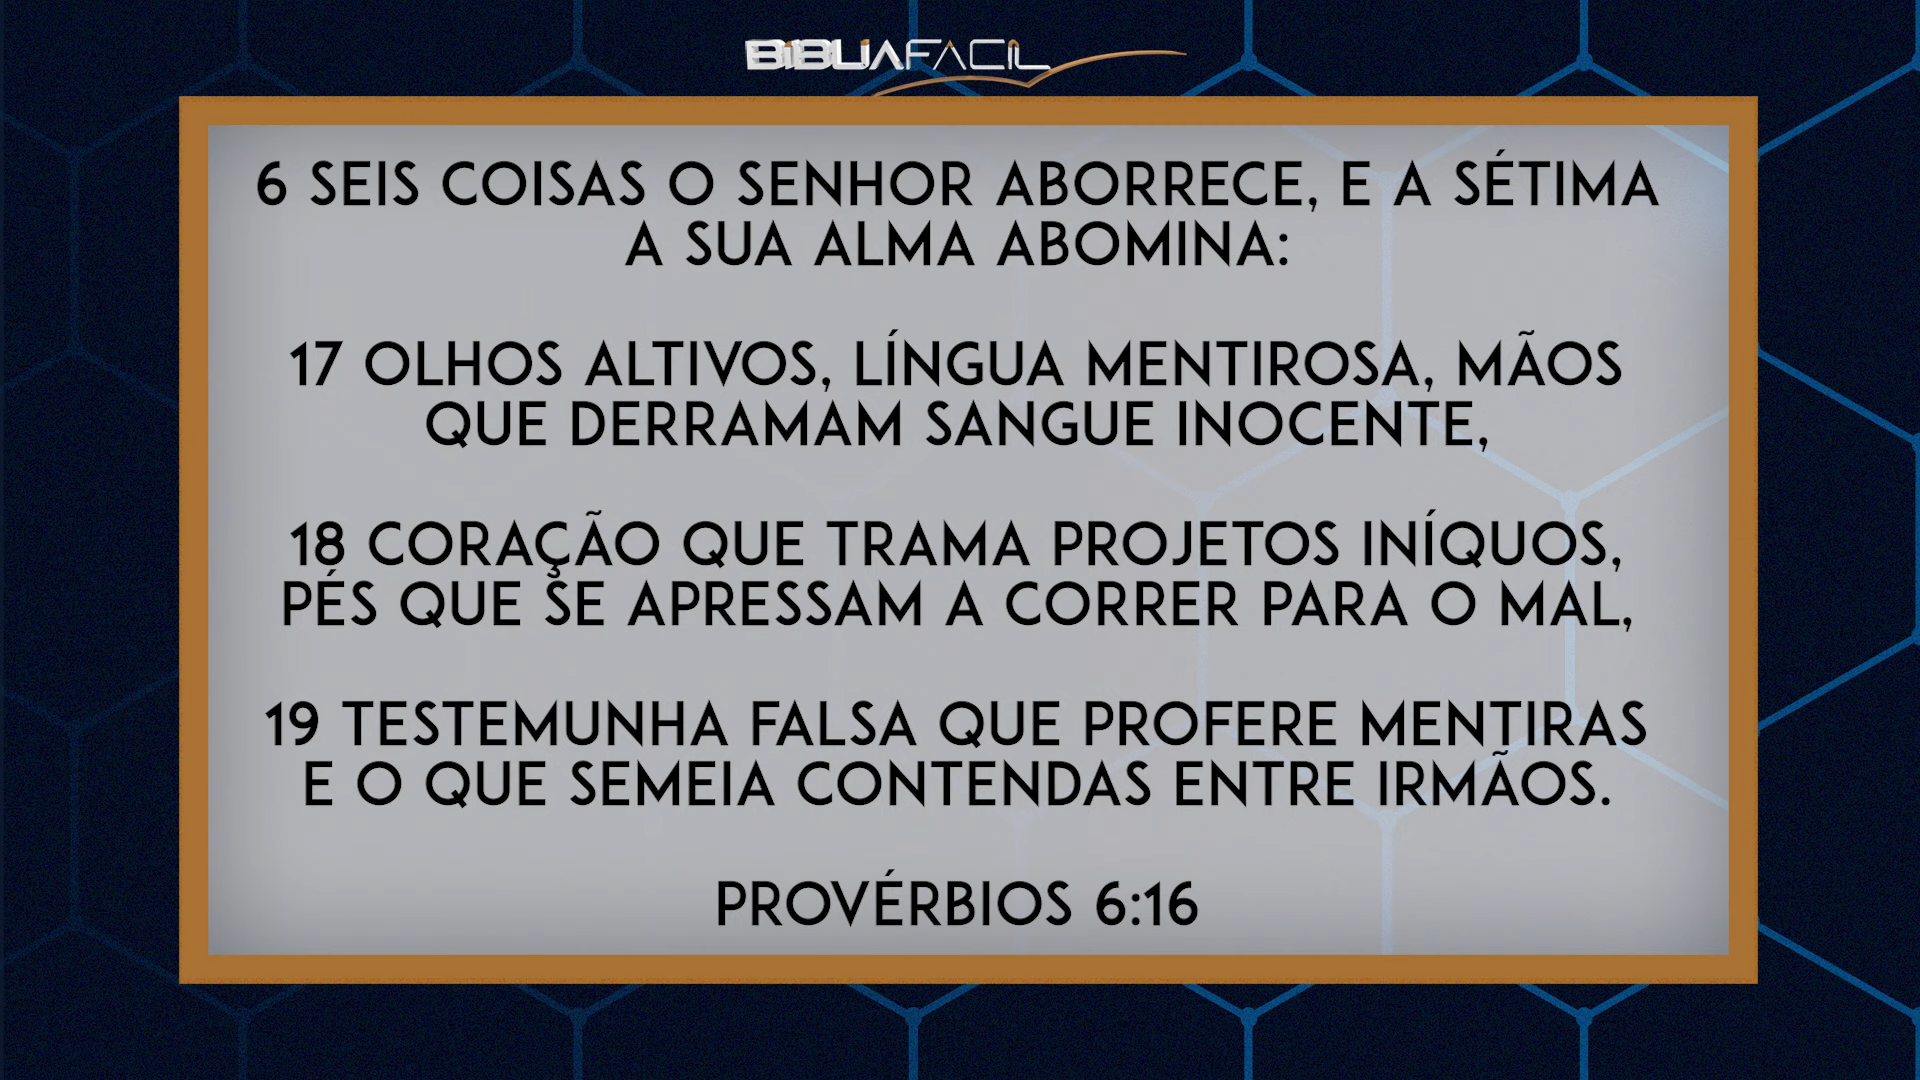 BIBLIAFACIL
6 SEIS COISAS O SENHOR ABORRECE, E A SÉTIMA
A SUA ALMA ABOMINA:
17 OLHOS ALTIVOS, LÍNGUA MENTIROSA, MÃOS
QUE DERRAMAM SANGUE INOCENTE,
18 CORAÇÃO QUE TRAMA PROJETOS INÍQUOS,
PÉS QUE SE APRESSAM A CORRER PARA O MAL,
19 TESTEMUNHA FALSA QUE PROFERE MENTIRAS
E O QUE SEMEIA CONTENDAS ENTRE IRMÃOS.
PROVÉRBIOS 6:16